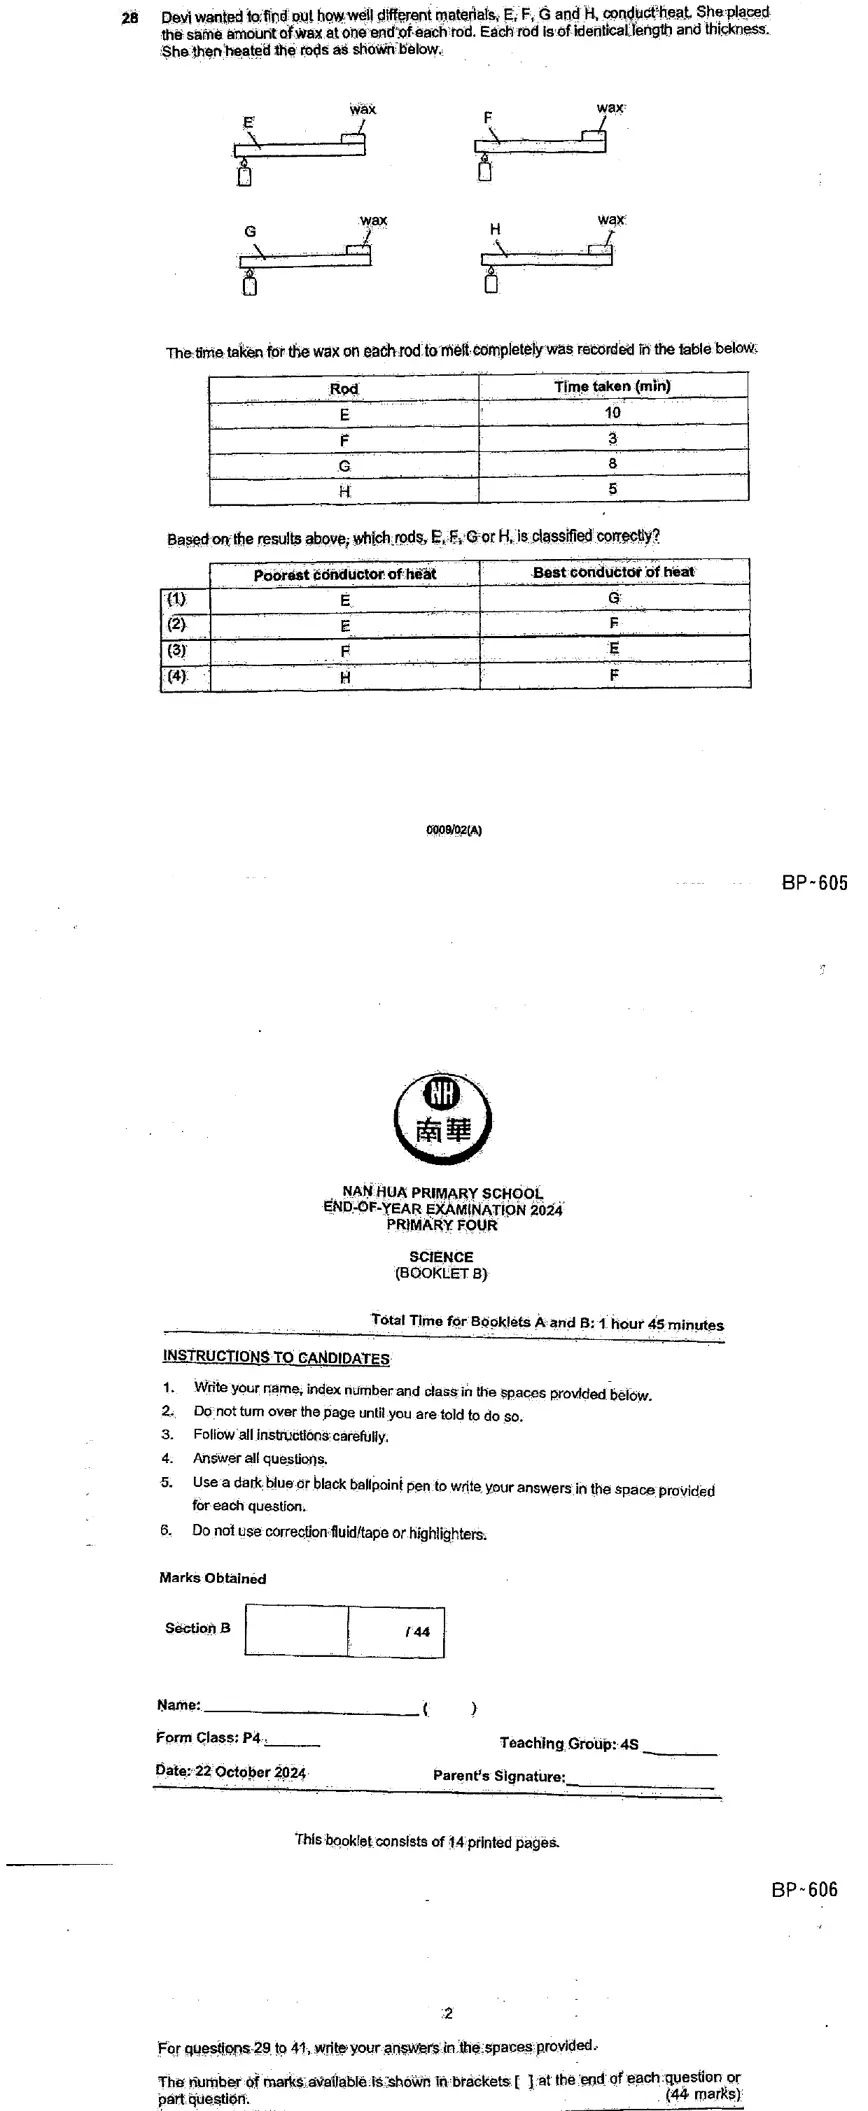 28 Devi wanted to find out how well different materials, E, F, G and H, conduct heat. She placed
the same amount of wax at one end of each rod. Each rod is of identical length and thickness.
She then heated the rods as shown below.
E wax F wax
G wax H wax
The time taken for the wax on each rod to melt completely was recorded in the table below.
Rod Time taken (min)
E 10
F 3
G 8
H 5
Based on the results above, which rods, E, F, G or H, is classified correctly?
Poorest conductor of heat Best conductor of heat
(1) E G
(2) E F
(3) F E
(4) H F
0009/02(A)
BP-605
NH
南華
NAN HUA PRIMARY SCHOOL
END-OF-YEAR EXAMINATION 2024
PRIMARY FOUR
SCIENCE
(BOOKLET B)
Total Time for Booklets A and B: 1 hour 45 minutes
INSTRUCTIONS TO CANDIDATES
1. Write your name, index number and class in the spaces provided below.
2. Do not turn over the page until you are told to do so.
3. Follow all instructions carefully.
4. Answer all questions.
5. Use a dark blue or black ballpoint pen to write your answers in the space provided
for each question.
6. Do not use correction fluid/tape or highlighters.
Marks Obtained
Section B / 44
Name: ( )
Form Class: P4 Teaching Group: 4S
Date: 22 October 2024 Parent's Signature:
This booklet consists of 14 printed pages.
BP-606
2
For questions 29 to 41, write your answers in the spaces provided.
The number of marks available is shown in brackets [ ] at the end of each question or
part question. (44 marks)